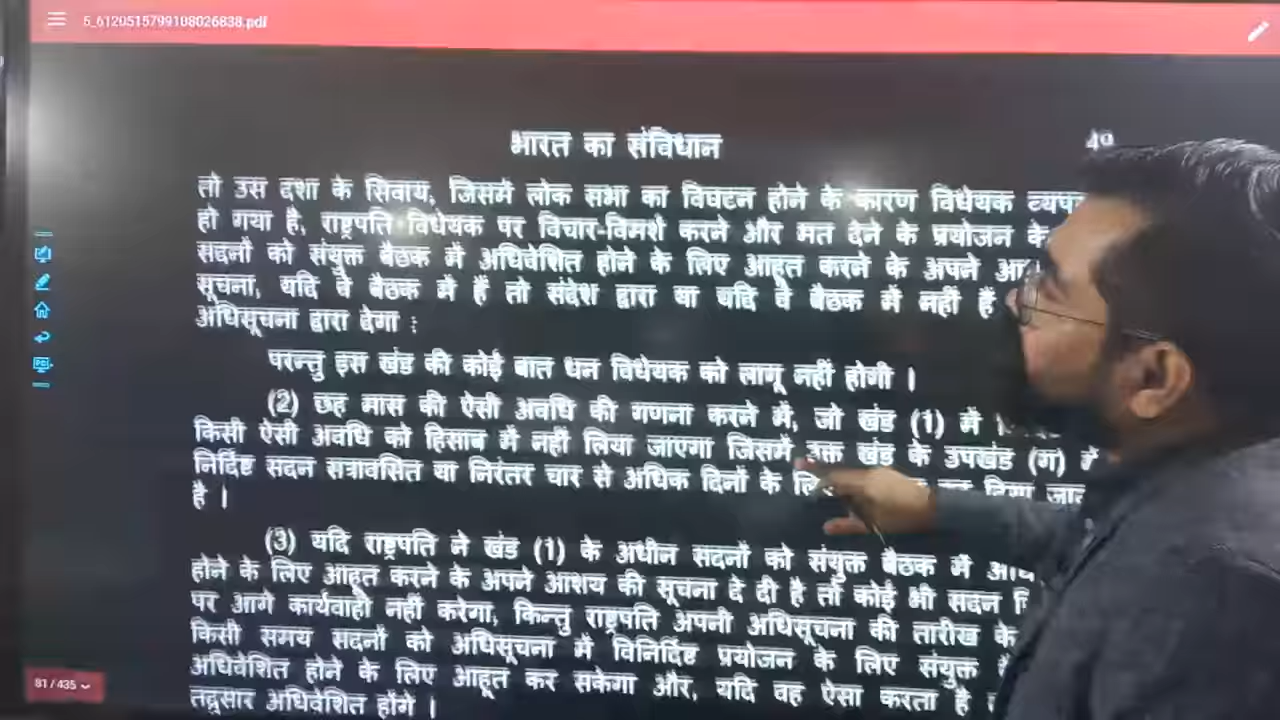 5_6120515799108026838.pdf
भारत का संविधान 49
तो उस दशा के सिवाय, जिसमें लोक सभा का विघटन होने के कारण विधेयक
हो गया है, राष्ट्रपति विधेयक पर विचार-विमर्श करने और मत देने के प्रयोजन के
सदनों को संयुक्त बैठक में अधिवेशित होने के लिए आहूत करने के अपने
सूचना, यदि वे बैठक में हैं तो संदेश द्वारा या यदि वे बैठक में नहीं हैं
अधिसूचना द्वारा देगा :
परन्तु इस खंड की कोई बात धन विधेयक को लागू नहीं होगी ।
(2) छह मास की ऐसी अवधि की गणना करने में, जो खंड (1) में
किसी ऐसी अवधि को हिसाब में नहीं लिया जाएगा जिसमें उक्त खंड के उपखंड (ग) में
निर्दिष्ट सदन सत्रावसित या निरंतर चार से अधिक दिनों के दिया
है ।
(3) यदि राष्ट्रपति ने खंड (1) के अधीन सदनों को संयुक्त बैठक में
होने के लिए आहूत करने के अपने आशय की सूचना दे दी है तो कोई भी सदन
पर आगे कार्यवाही नहीं करेगा, किन्तु राष्ट्रपति अपनी अधिसूचना की तारीख के
किसी समय सदनों को अधिसूचना में विनिर्दिष्ट प्रयोजन के लिए संयुक्त
अधिवेशित होने के लिए आहूत कर सकेगा और, यदि वह ऐसा करता है
तद्नुसार अधिवेशित होंगे ।
81 / 435